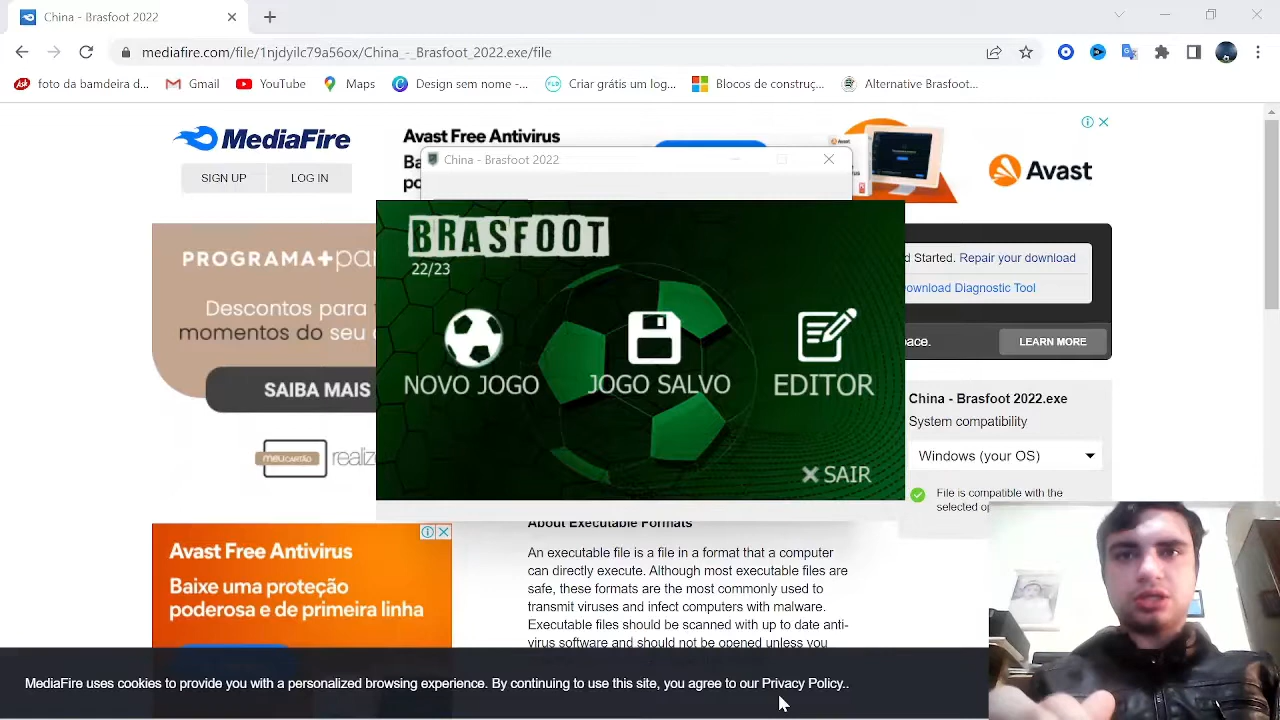 China - Brasfoot 2022
mediafire.com/file/1njdyilc79a56ox/China_-_Brasfoot_2022.exe/file
foto da bamdeira d...
Gmail
YouTube
Maps
Design sem nome -...
Criar grátis um log...
Blocos de construç...
Alternative Brasfoot...
MediaFire
SIGN UP
LOG IN
Avast Free Antivirus
Avast
China - Brasfoot 2022
PROGRAMA+par
Descontos para
momentos do seu
SAIBA MAIS
MEU CARTÃO
realiz
BRASFOOT
22/23
NOVO JOGO
JOGO SALVO
EDITOR
SAIR
d Started. Repair your download
ownload Diagnostic Tool
pace.
LEARN MORE
China - Brasfoot 2022.exe
System compatibility
Windows (your OS)
File is compatible with the
selected op
About Executable Formats
An executable file is a file in a format that a computer
can directly execute. Although most executable files are
safe, these formats are the most commonly used to
transmit viruses and infect computers with malware.
Executable files should be scanned with up to date anti-
virus software and should not be opened unless you
Avast Free Antivirus
Baixe uma proteção
poderosa e de primeira linha
MediaFire uses cookies to provide you with a personalized browsing experience. By continuing to use this site, you agree to our Privacy Policy..